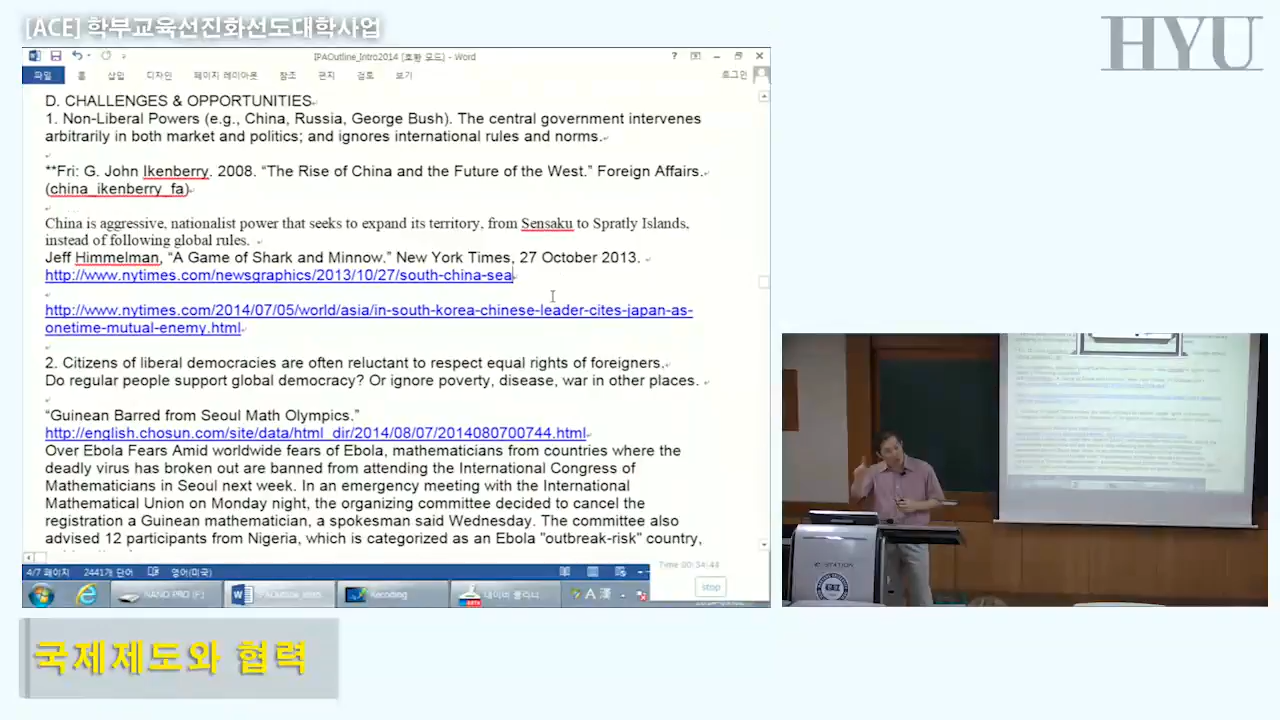 [ACE] 학부교육선진화선도대학사업
HYU
IPAOutline_Intro2014 [호환 모드] - Word
파일 홈 삽입 디자인 페이지 레이아웃 참조 편지 검토 보기 로그인
D. CHALLENGES & OPPORTUNITIES
1. Non-Liberal Powers (e.g., China, Russia, George Bush). The central government intervenes
arbitrarily in both market and politics; and ignores international rules and norms.
**Fri: G. John Ikenberry. 2008. “The Rise of China and the Future of the West.” Foreign Affairs.
(china_ikenberry_fa)
China is aggressive, nationalist power that seeks to expand its territory, from Sensaku to Spratly Islands,
instead of following global rules.
Jeff Himmelman, “A Game of Shark and Minnow.” New York Times, 27 October 2013.
http://www.nytimes.com/newsgraphics/2013/10/27/south-china-sea
http://www.nytimes.com/2014/07/05/world/asia/in-south-korea-chinese-leader-cites-japan-as-
onetime-mutual-enemy.html
2. Citizens of liberal democracies are often reluctant to respect equal rights of foreigners.
Do regular people support global democracy? Or ignore poverty, disease, war in other places.
“Guinean Barred from Seoul Math Olympics.”
http://english.chosun.com/site/data/html_dir/2014/08/07/2014080700744.html
Over Ebola Fears Amid worldwide fears of Ebola, mathematicians from countries where the
deadly virus has broken out are banned from attending the International Congress of
Mathematicians in Seoul next week. In an emergency meeting with the International
Mathematical Union on Monday night, the organizing committee decided to cancel the
registration a Guinean mathematician, a spokesman said Wednesday. The committee also
advised 12 participants from Nigeria, which is categorized as an Ebola "outbreak-risk" country,
4/7 페이지 2441개 단어 영어(미국)
Time 00:34:48
stop
NANO PRO (F:) IPAOutline_Intro Recoding 네이버 클리너 A 漢
국제제도와 협력